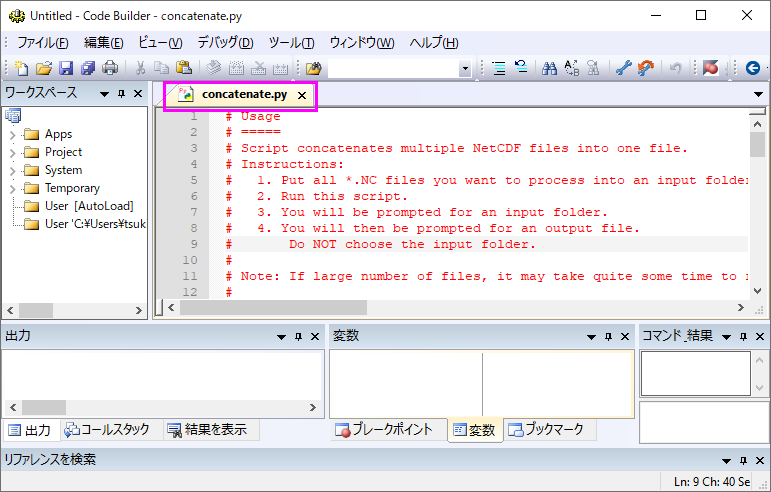 Untitled - Code Builder - concatenate.py
ファイル(F) 編集(E) ビュー(V) デバッグ(D) ツール(T) ウィンドウ(W) ヘルプ(H)
ワークスペース
Apps
Project
System
Temporary
User [AutoLoad]
User 'C:¥Users¥tsuk
concatenate.py
1 # Usage
2 # =====
3 # Script concatenates multiple NetCDF files into one file.
4 # Instructions:
5 # 1. Put all *.NC files you want to process into an input folder
6 # 2. Run this script.
7 # 3. You will be prompted for an input folder.
8 # 4. You will then be prompted for an output file.
9 # Do NOT choose the input folder.
10 #
11 # Note: If large number of files, it may take quite some time to
12 #
出力
変数
コマンド_結果
出力 コールスタック 結果を表示
ブレークポイント 変数 ブックマーク
リファレンスを検索
Ln: 9 Ch: 40 Se